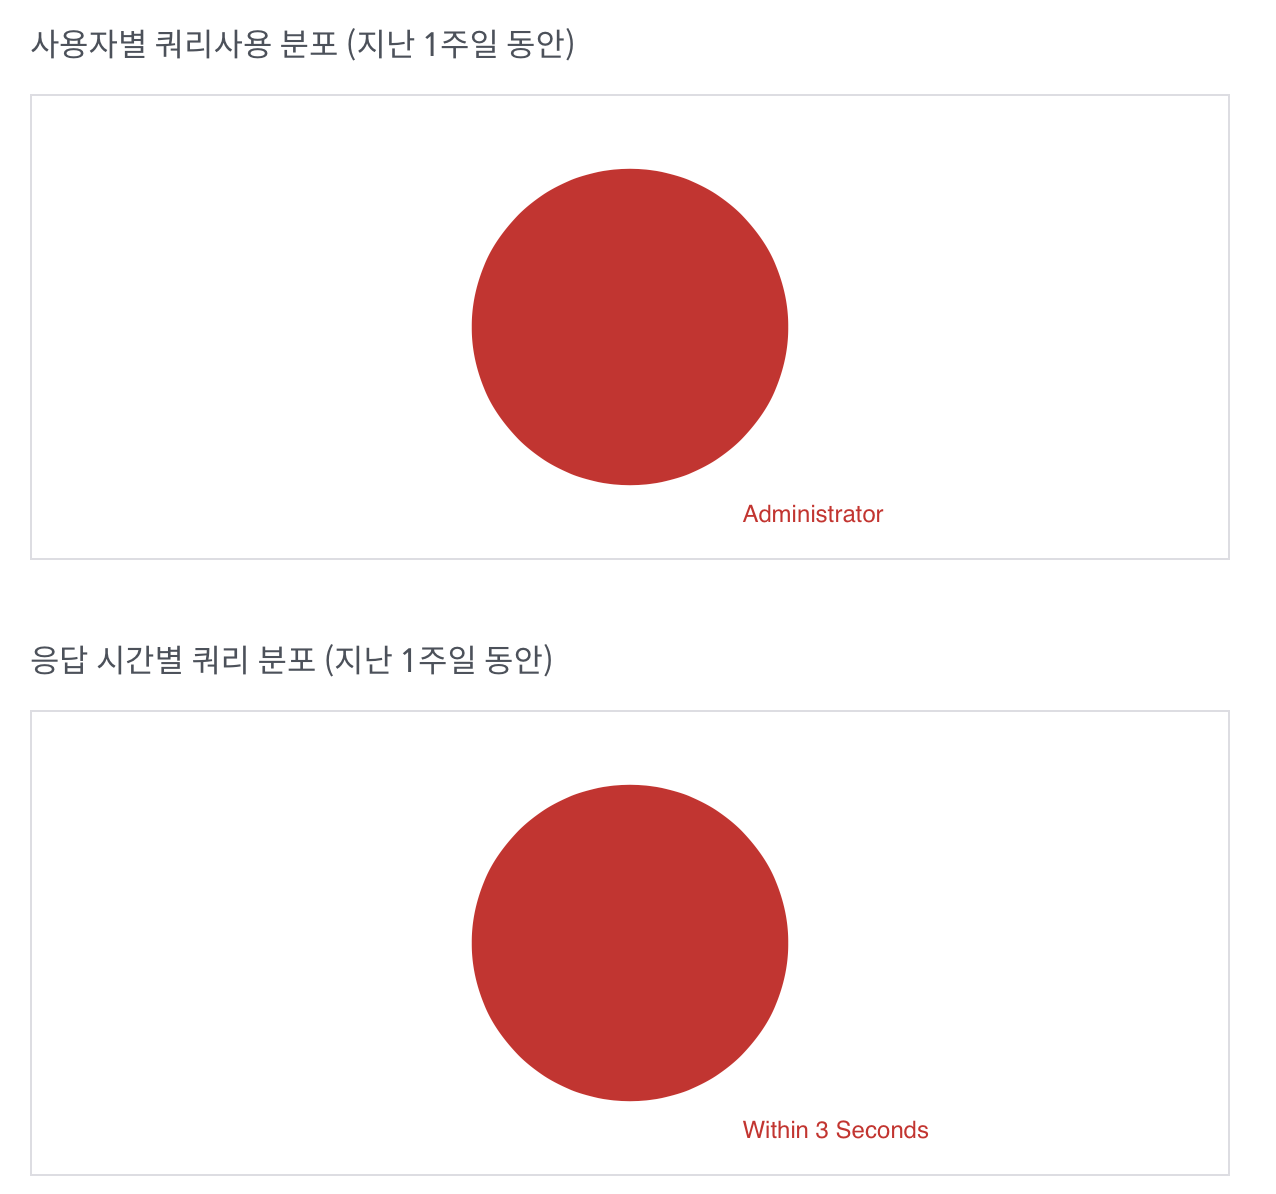 사용자별 쿼리사용 분포 (지난 1주일 동안)
Administrator
응답 시간별 쿼리 분포 (지난 1주일 동안)
Within 3 Seconds